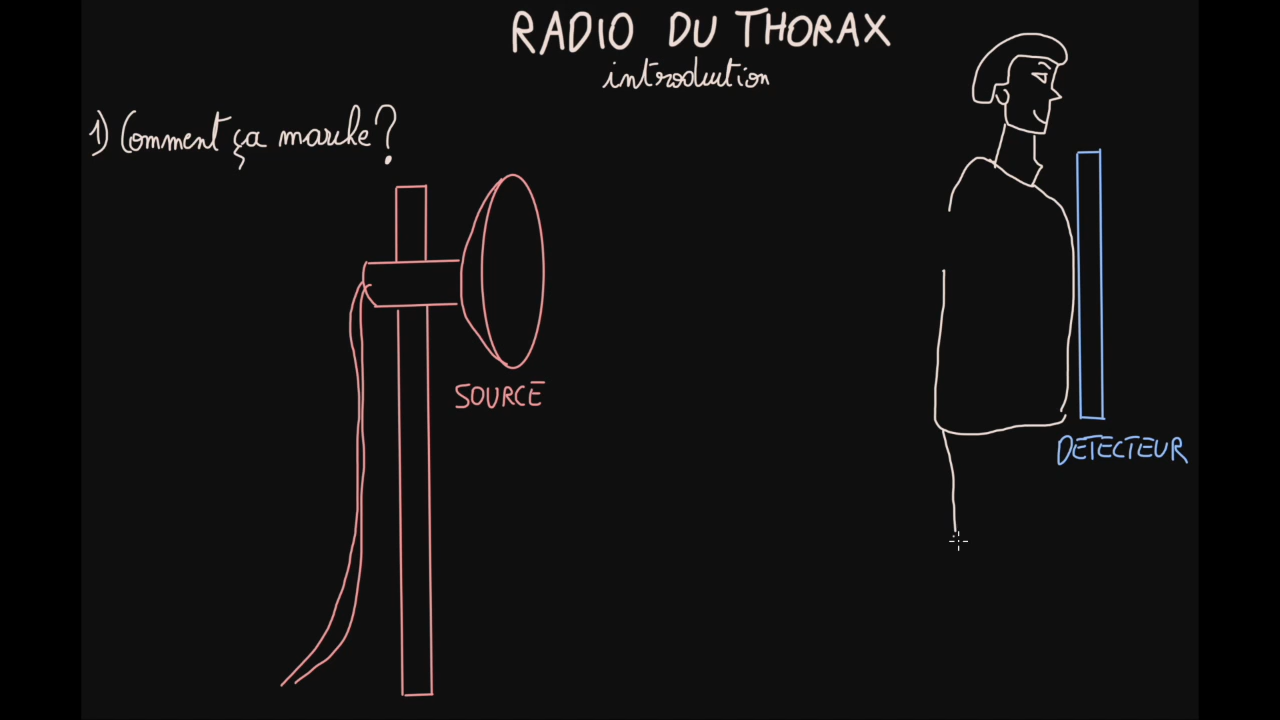 RADIO DU THORAX
introduction
1) Comment ça marche?
SOURCE
DETECTEUR